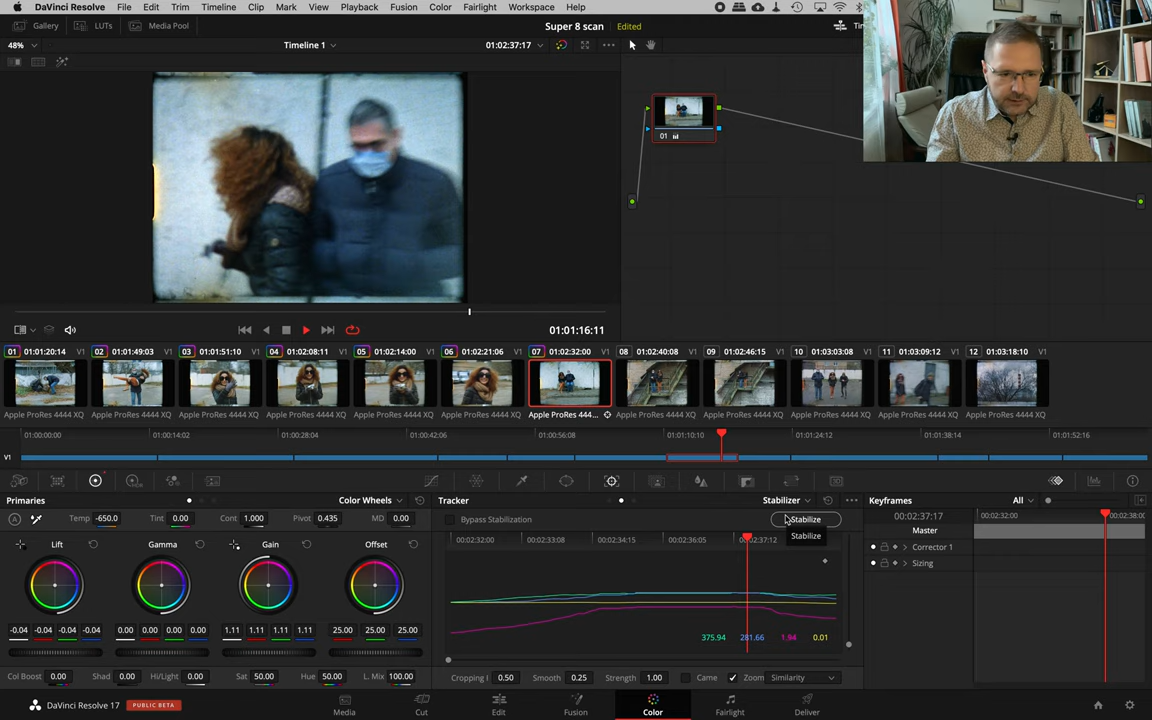 DaVinci Resolve File Edit Trim Timeline Clip Mark View Playback Fusion Color Fairlight Workspace Help
Gallery LUTs Media Pool Super 8 scan Edited
48% Timeline 1 01:02:37:17
01
01:01:16:11
01 01:01:20:14 V1 02 01:01:49:03 V1 03 01:01:51:10 V1 04 01:02:08:11 V1 05 01:02:14:00 V1 06 01:02:21:06 V1 07 01:02:32:00 V1 08 01:02:40:08 V1 09 01:02:46:15 V1 10 01:03:03:08 V1 11 01:03:09:12 V1 12 01:03:18:10 V1
Apple ProRes 4444 XQ Apple ProRes 4444 XQ Apple ProRes 4444 XQ Apple ProRes 4444 XQ Apple ProRes 4444 XQ Apple ProRes 4444 XQ Apple ProRes 444... Apple ProRes 4444 XQ Apple ProRes 4444 XQ Apple ProRes 4444 XQ Apple ProRes 4444 XQ Apple ProRes 4444 XQ
01:00:00:00 01:00:14:02 01:00:28:04 01:00:42:06 01:00:56:08 01:01:10:10 01:01:24:12 01:01:38:14 01:01:52:16
V1
Primaries Color Wheels Tracker Stabilizer Keyframes All
Temp -650.0 Tint 0.00 Cont 1.000 Pivot 0.435 MD 0.00 Bypass Stabilization Stabilize 00:02:37:17 00:02:32:00 00:02:38:0
Master
Stabilize
Lift Gamma Gain Offset 00:02:32:00 00:02:33:08 00:02:34:15 00:02:36:05 00:02:37:12 Corrector 1
Sizing
-0.04 -0.04 -0.04 -0.04 0.00 0.00 0.00 0.00 1.11 1.11 1.11 1.11 25.00 25.00 25.00 375.94 281.66 1.94 0.01
Col Boost 0.00 Shad 0.00 Hi/Light 0.00 Sat 50.00 Hue 50.00 L. Mix 100.00 Cropping 0.50 Smooth 0.25 Strength 1.00 Came Zoom Similarity
DaVinci Resolve 17 PUBLIC BETA Media Cut Edit Fusion Color Fairlight Deliver